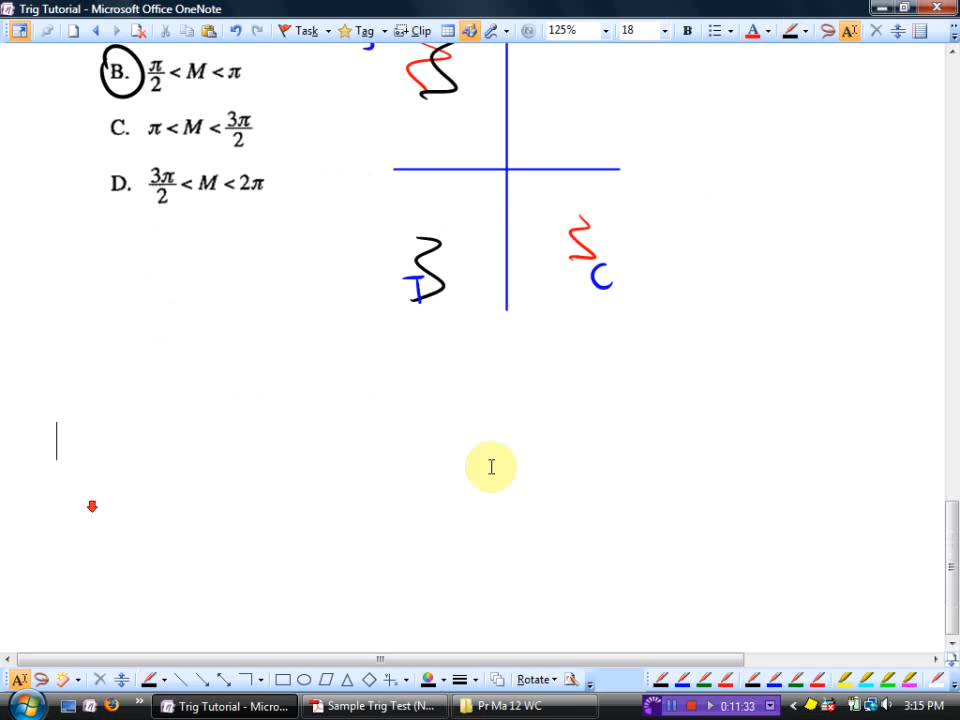 Trig Tutorial - Microsoft Office OneNote
Task Tag Clip 125% 18 B A A
B. π/2 < M < π
C. π < M < 3π/2
D. 3π/2 < M < 2π
T
C
A Rotate
Trig Tutorial - Micro... Sample Trig Test (N... Pr Ma 12 WC 0:11:33 3:15 PM